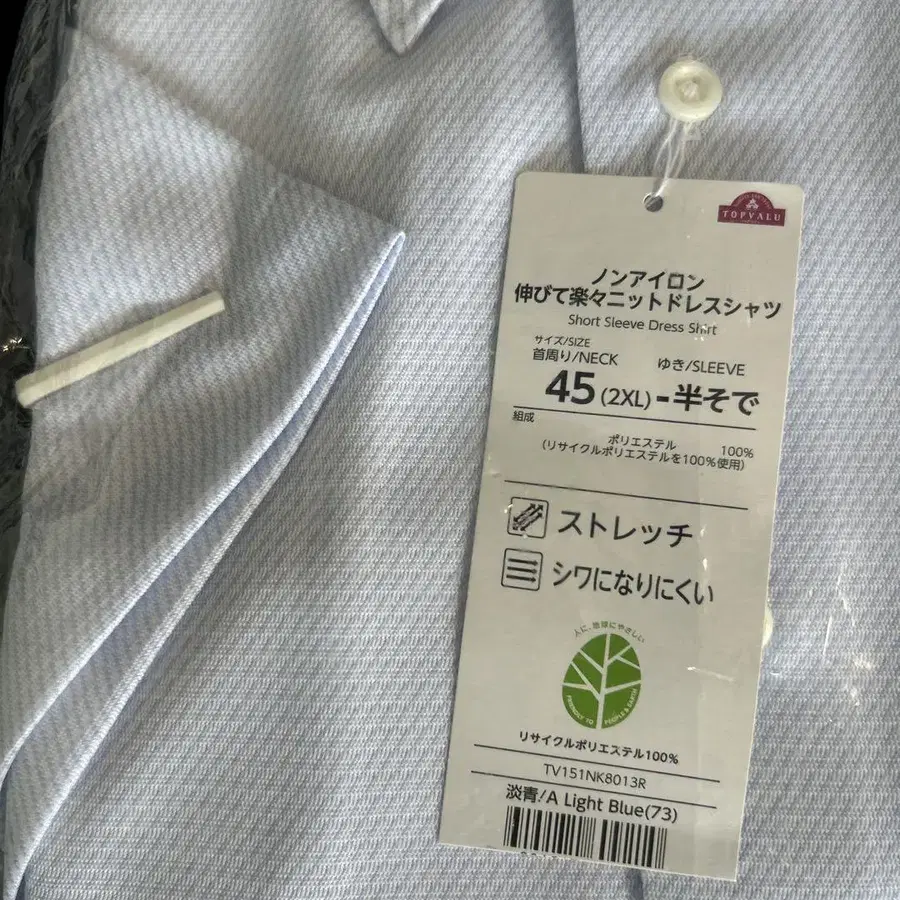 TOPVALU
ノンアイロン
伸びて楽々ニットドレスシャツ
Short Sleeve Dress Shirt
サイズ/SIZE
首周り/NECK ゆき/SLEEVE
45(2XL)-半そで
組成
ポリエステル 100%
(リサイクルポリエステルを100%使用)
ストレッチ
シワになりにくい
人に、地球にやさしい
FRIENDLY TO PEOPLE & EARTH
リサイクルポリエステル100%
TV151NK8013R
淡青/A Light Blue(73)